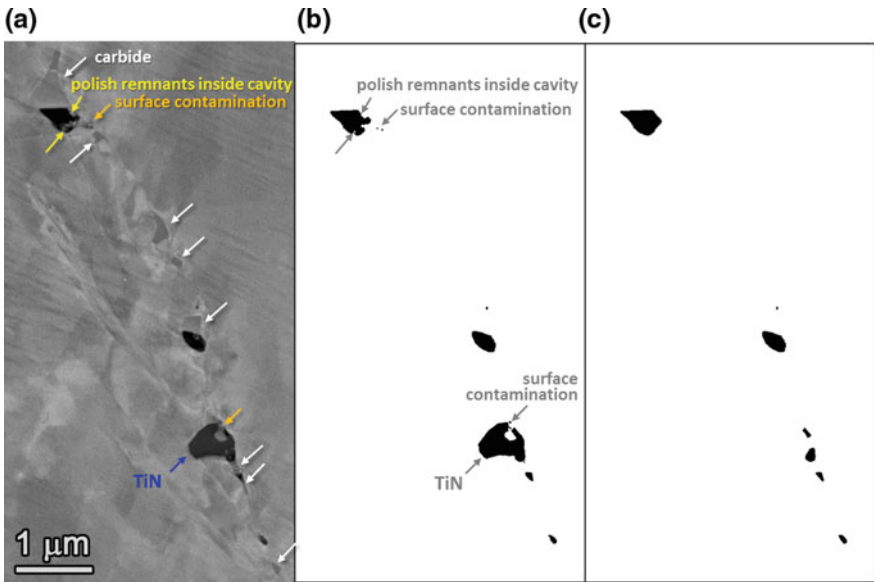 (a)
carbide
polish remnants inside cavity
surface contamination
TiN
1 μm
(b)
polish remnants inside cavity
surface contamination
surface
contamination
TiN
(c)